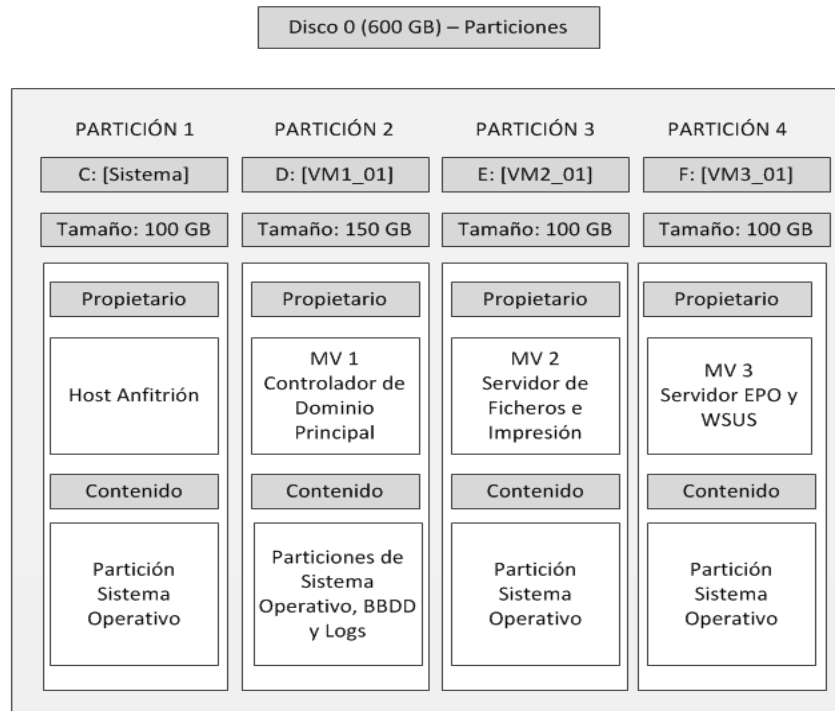 Disco 0 (600 GB) – Particiones
PARTICIÓN 1
C: [Sistema]
Tamaño: 100 GB
Propietario
Host Anfitrión
Contenido
Partición
Sistema
Operativo
PARTICIÓN 2
D: [VM1_01]
Tamaño: 150 GB
Propietario
MV 1
Controlador de
Dominio
Principal
Contenido
Particiones de
Sistema
Operativo, BBDD
y Logs
PARTICIÓN 3
E: [VM2_01]
Tamaño: 100 GB
Propietario
MV 2
Servidor de
Ficheros e
Impresión
Contenido
Partición
Sistema
Operativo
PARTICIÓN 4
F: [VM3_01]
Tamaño: 100 GB
Propietario
MV 3
Servidor EPO y
WSUS
Contenido
Partición
Sistema
Operativo